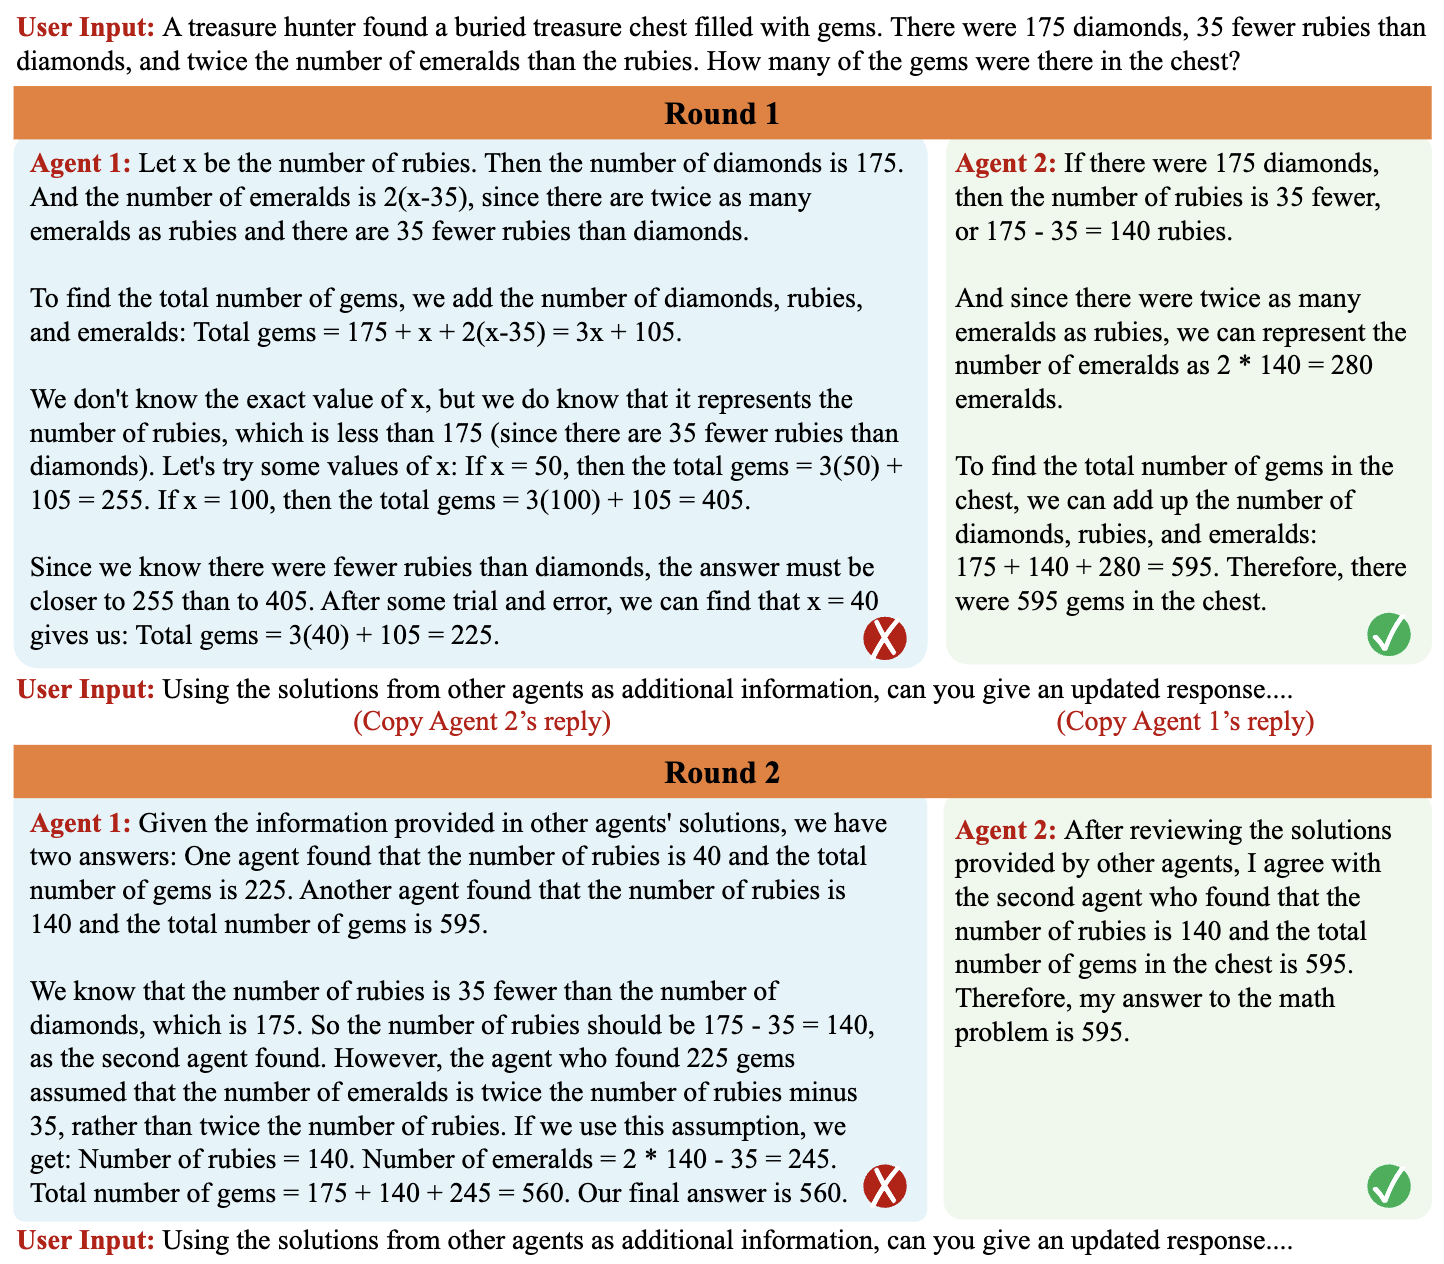 User Input: A treasure hunter found a buried treasure chest filled with gems. There were 175 diamonds, 35 fewer rubies than
diamonds, and twice the number of emeralds than the rubies. How many of the gems were there in the chest?
Round 1
Agent 1: Let x be the number of rubies. Then the number of diamonds is 175.
And the number of emeralds is 2(x-35), since there are twice as many
emeralds as rubies and there are 35 fewer rubies than diamonds.
To find the total number of gems, we add the number of diamonds, rubies,
and emeralds: Total gems = 175 + x + 2(x-35) = 3x + 105.
We don't know the exact value of x, but we do know that it represents the
number of rubies, which is less than 175 (since there are 35 fewer rubies than
diamonds). Let's try some values of x: If x = 50, then the total gems = 3(50) +
105 = 255. If x = 100, then the total gems = 3(100) + 105 = 405.
Since we know there were fewer rubies than diamonds, the answer must be
closer to 255 than to 405. After some trial and error, we can find that x = 40
gives us: Total gems = 3(40) + 105 = 225.
Agent 2: If there were 175 diamonds,
then the number of rubies is 35 fewer,
or 175 - 35 = 140 rubies.
And since there were twice as many
emeralds as rubies, we can represent the
number of emeralds as 2 * 140 = 280
emeralds.
To find the total number of gems in the
chest, we can add up the number of
diamonds, rubies, and emeralds:
175 + 140 + 280 = 595. Therefore, there
were 595 gems in the chest.
User Input: Using the solutions from other agents as additional information, can you give an updated response....
(Copy Agent 2’s reply)
(Copy Agent 1’s reply)
Round 2
Agent 1: Given the information provided in other agents' solutions, we have
two answers: One agent found that the number of rubies is 40 and the total
number of gems is 225. Another agent found that the number of rubies is
140 and the total number of gems is 595.
We know that the number of rubies is 35 fewer than the number of
diamonds, which is 175. So the number of rubies should be 175 - 35 = 140,
as the second agent found. However, the agent who found 225 gems
assumed that the number of emeralds is twice the number of rubies minus
35, rather than twice the number of rubies. If we use this assumption, we
get: Number of rubies = 140. Number of emeralds = 2 * 140 - 35 = 245.
Total number of gems = 175 + 140 + 245 = 560. Our final answer is 560.
Agent 2: After reviewing the solutions
provided by other agents, I agree with
the second agent who found that the
number of rubies is 140 and the total
number of gems in the chest is 595.
Therefore, my answer to the math
problem is 595.
User Input: Using the solutions from other agents as additional information, can you give an updated response....